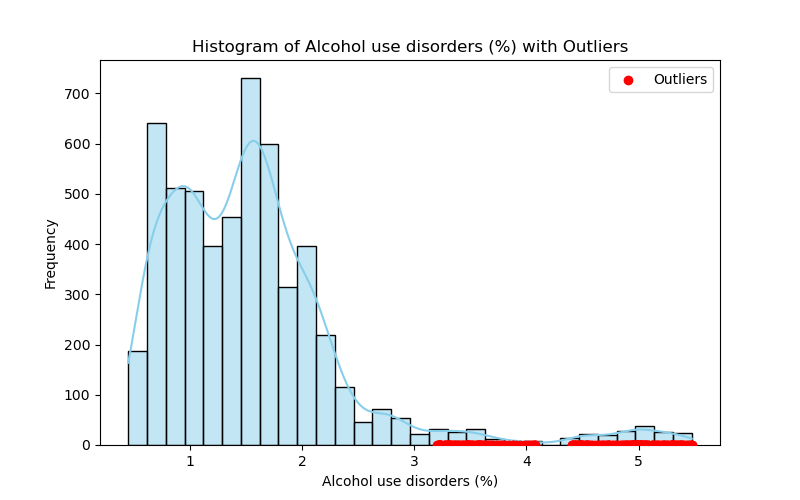 Histogram of Alcohol use disorders (%) with Outliers
Outliers
700
600
500
400
300
200
100
0
Frequency
1 2 3 4 5
Alcohol use disorders (%)